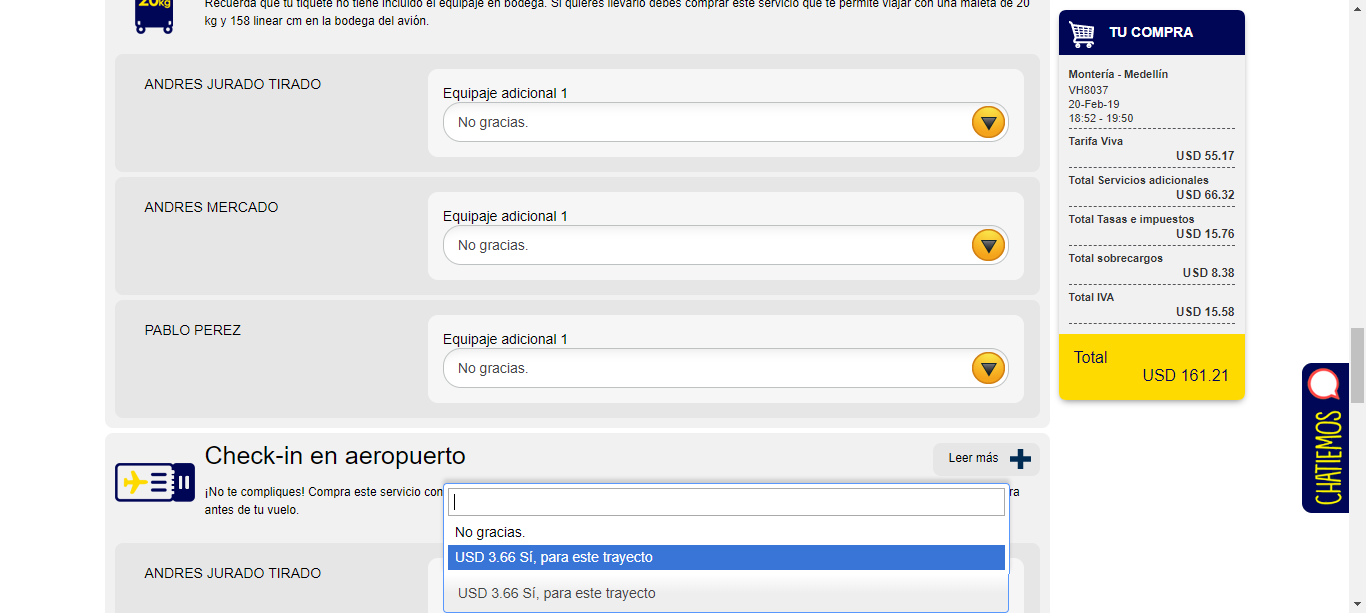 20kg
Recuerda que tu tiquete no tiene incluido el equipaje en bodega. Si quieres llevarlo debes comprar este servicio que te permite viajar con una maleta de 20
kg y 158 linear cm en la bodega del avión.
ANDRES JURADO TIRADO
Equipaje adicional 1
No gracias.
ANDRES MERCADO
Equipaje adicional 1
No gracias.
PABLO PEREZ
Equipaje adicional 1
No gracias.
Check-in en aeropuerto
Leer más
¡No te compliques! Compra este servicio con
ra
antes de tu vuelo.
No gracias.
USD 3.66 Sí, para este trayecto
ANDRES JURADO TIRADO
USD 3.66 Sí, para este trayecto
TU COMPRA
Montería - Medellín
VH8037
20-Feb-19
18:52 - 19:50
Tarifa Viva
USD 55.17
Total Servicios adicionales
USD 66.32
Total Tasas e impuestos
USD 15.76
Total sobrecargos
USD 8.38
Total IVA
USD 15.58
Total
USD 161.21
CHATIEMOS